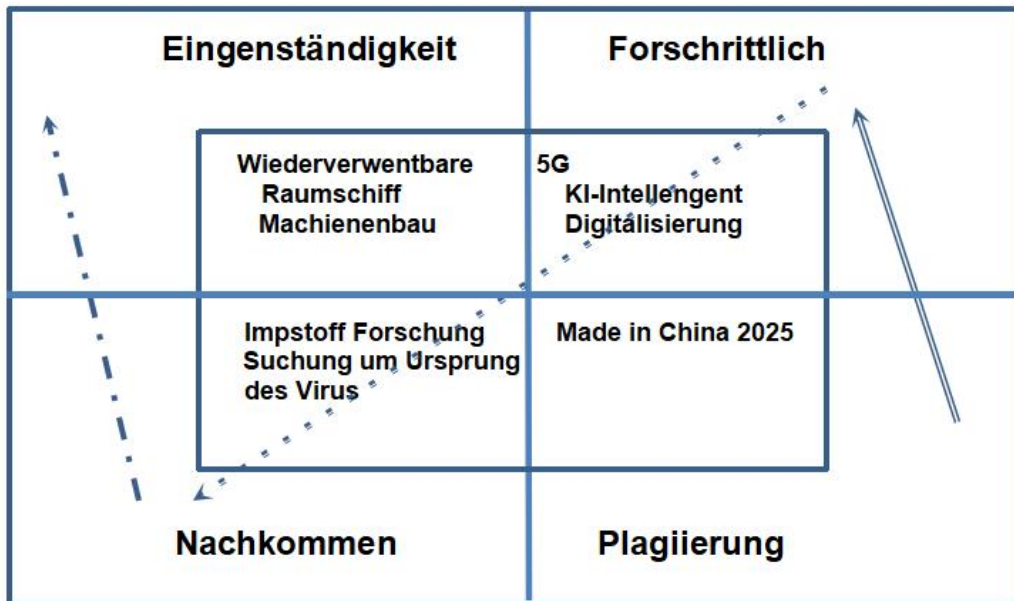 Eingenständigkeit
Forschrittlich
Wiederverwentbare
Raumschiff
Machienenbau
5G
KI-Intellengent
Digitälisierung
Impstoff Forschung
Suchung um Ursprung
des Virus
Made in China 2025
Nachkommen
Plagiierung